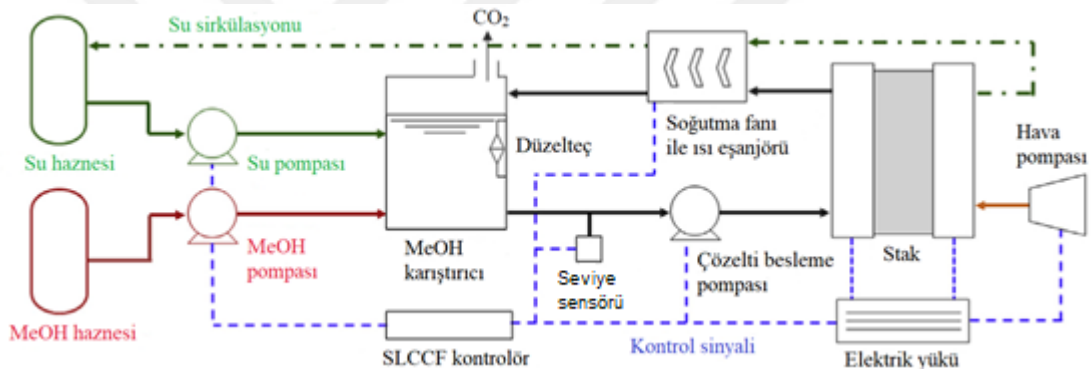 CO₂
Su sirkülasyonu
Su haznesi
Su pompası
Düzelteç
Soğutma fanı
ile ısı eşanjörü
Hava
pompası
MeOH
pompası
MeOH
karıştırıcı
Seviye
sensörü
Çözelti besleme
pompası
Stak
MeOH haznesi
SLCCF kontrolör
Kontrol sinyali
Elektrik yükü